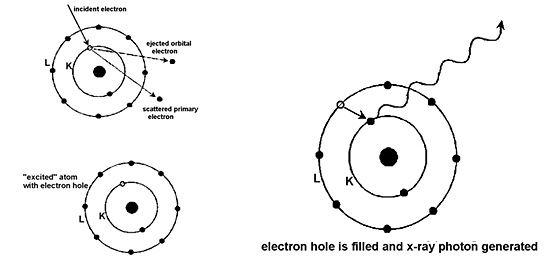 incident electron
ejected orbital
electron
L
K
scattered primary
electron
"excited" atom
with electron hole
L
K
L
K
electron hole is filled and x-ray photon generated